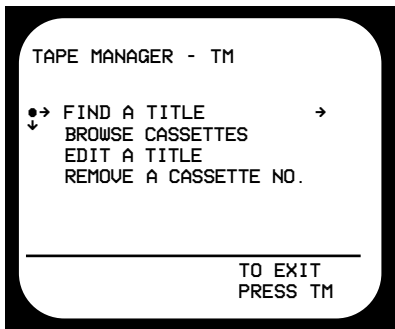 TAPE MANAGER - TM
FIND A TITLE
BROWSE CASSETTES
EDIT A TITLE
REMOVE A CASSETTE NO.
TO EXIT
PRESS TM